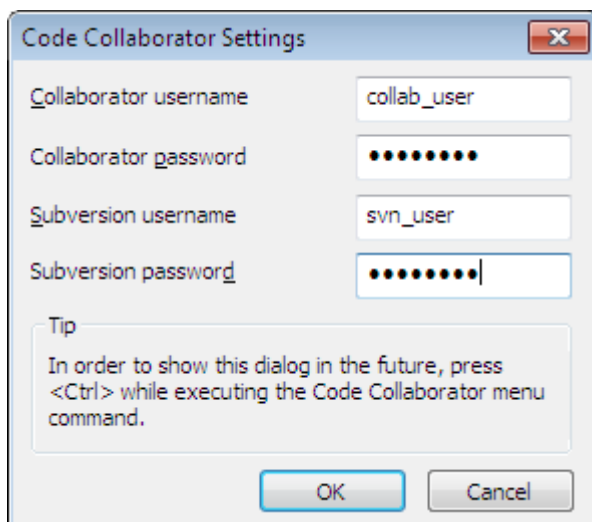 Code Collaborator Settings
Collaborator username
collab_user
Collaborator password
●●●●●●●●
Subversion username
svn_user
Subversion password
●●●●●●●●
Tip
In order to show this dialog in the future, press
<Ctrl> while executing the Code Collaborator menu
command.
OK
Cancel